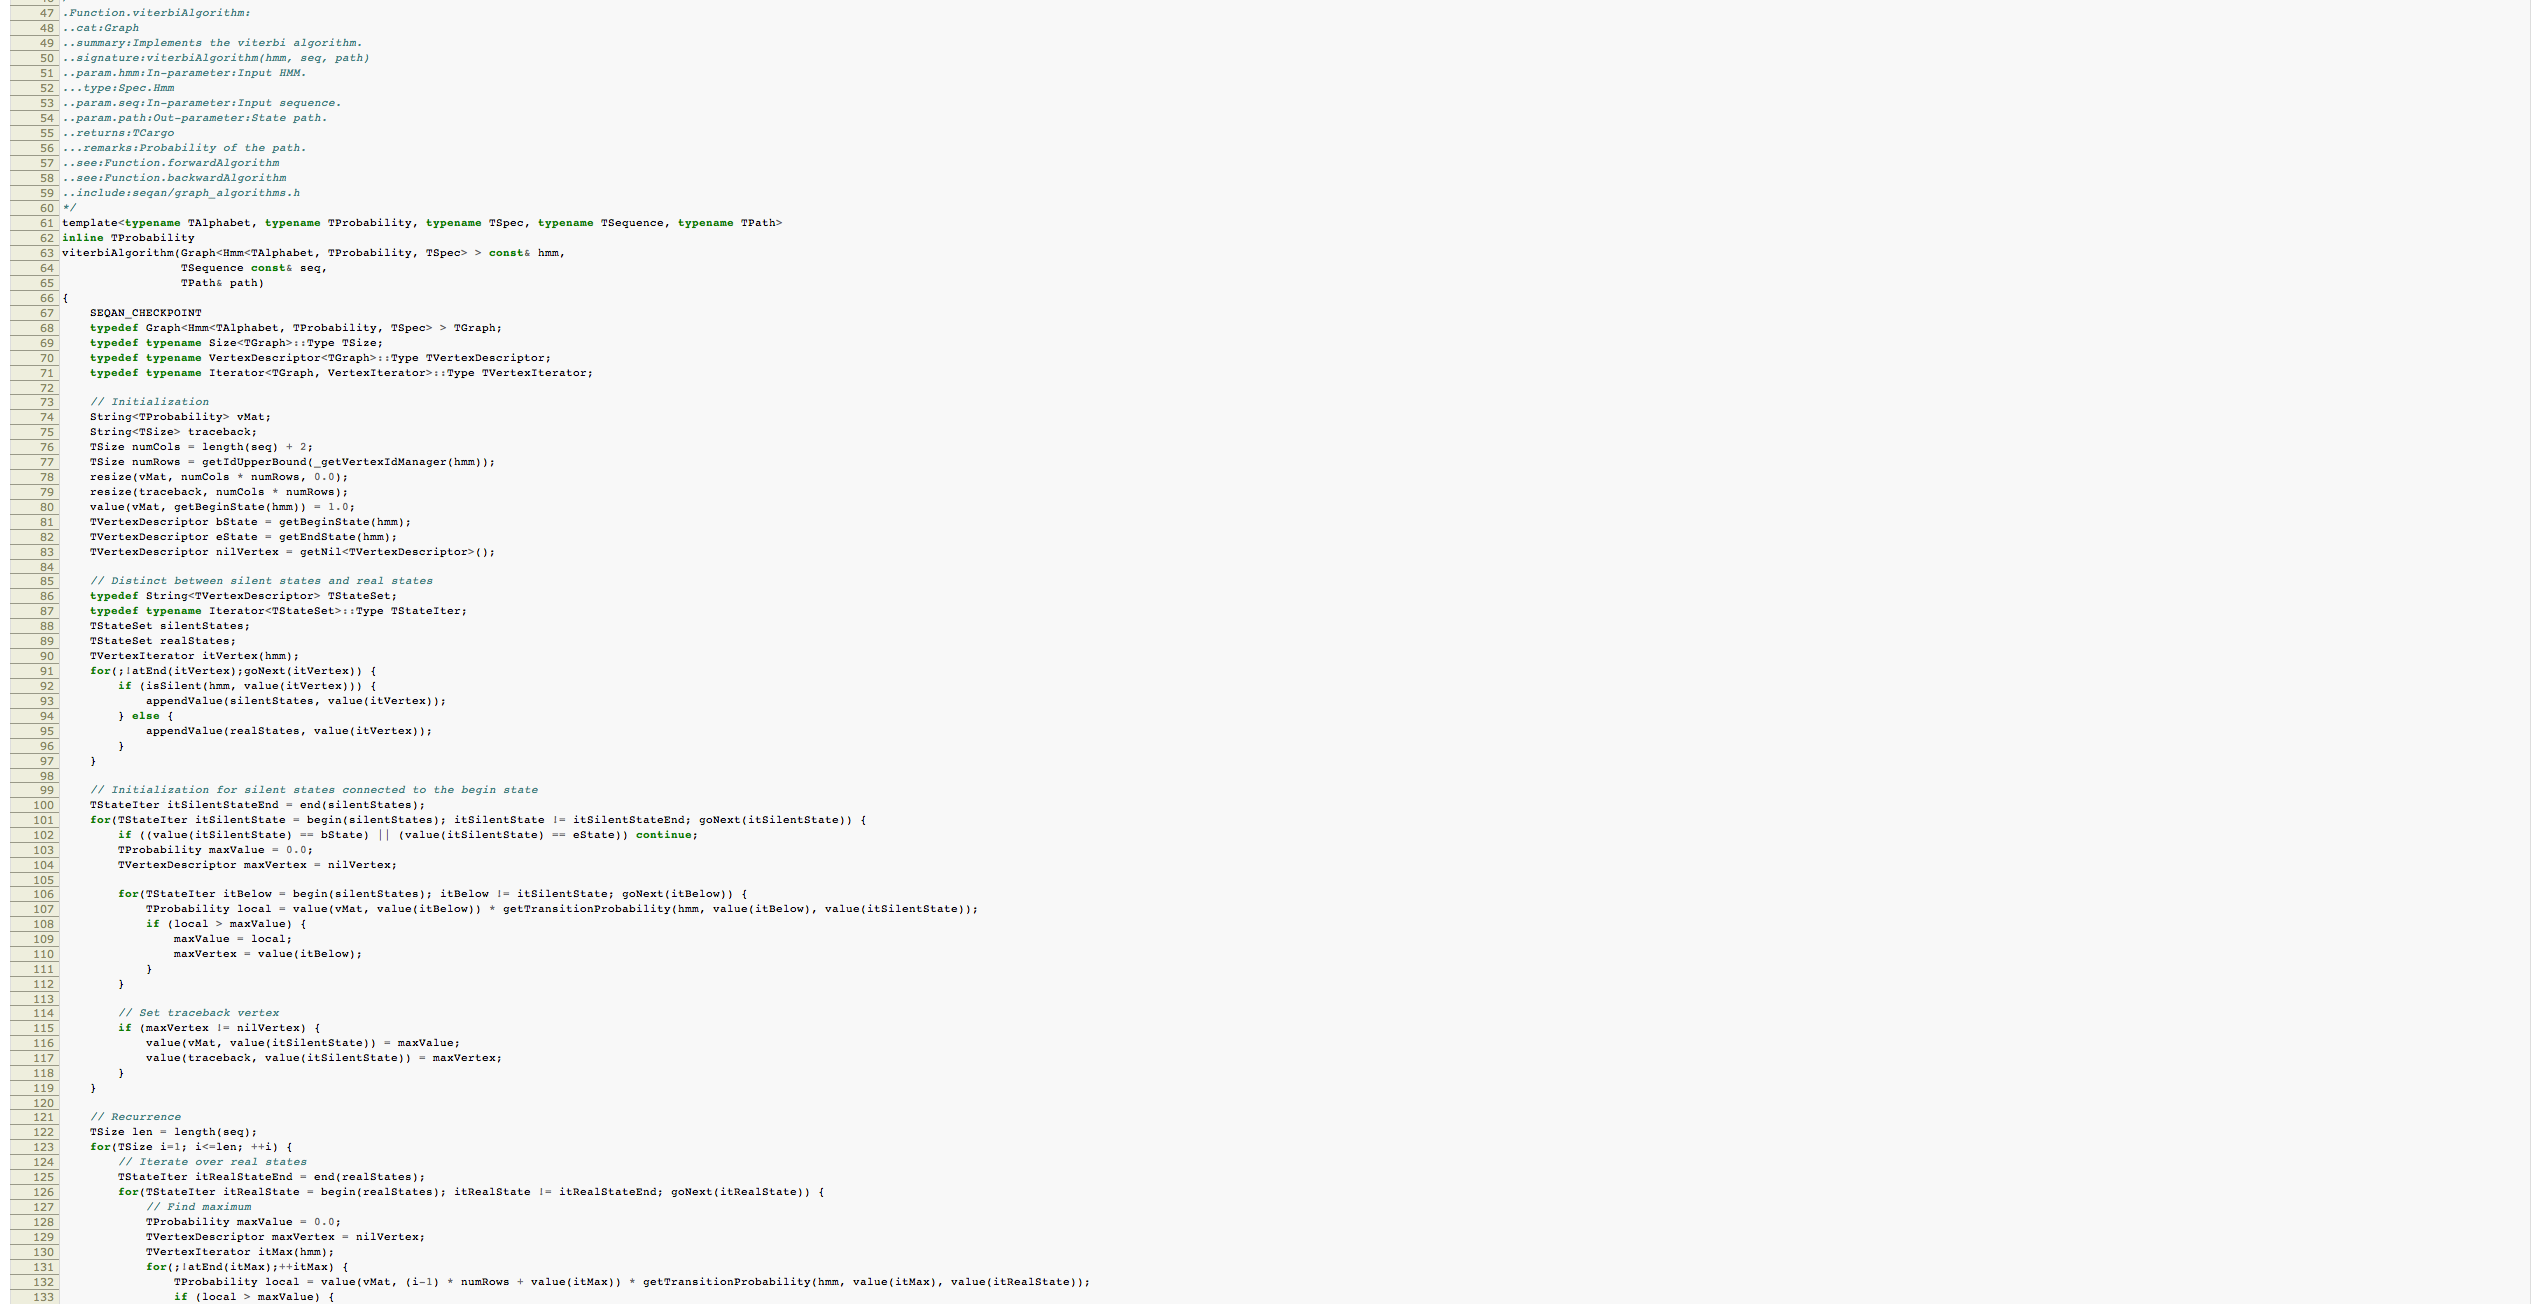 47 .Function.viterbiAlgorithm:
48 ..cat:Graph
49 ..summary:Implements the viterbi algorithm.
50 ..signature:viterbiAlgorithm(hmm, seq, path)
51 ..param.hmm:In-parameter:Input HMM.
52 ...type:Spec.Hmm
53 ..param.seq:In-parameter:Input sequence.
54 ..param.path:Out-parameter:State path.
55 ..returns:TCargo
56 ...remarks:Probability of the path.
57 ..see:Function.forwardAlgorithm
58 ..see:Function.backwardAlgorithm
59 ..include:seqan/graph_algorithms.h
60 */
61 template<typename TAlphabet, typename TProbability, typename TSpec, typename TSequence, typename TPath>
62 inline TProbability
63 viterbiAlgorithm(Graph<Hmm<TAlphabet, TProbability, TSpec> > const& hmm,
64                  TSequence const& seq,
65                  TPath& path)
66 {
67     SEQAN_CHECKPOINT
68     typedef Graph<Hmm<TAlphabet, TProbability, TSpec> > TGraph;
69     typedef typename Size<TGraph>::Type TSize;
70     typedef typename VertexDescriptor<TGraph>::Type TVertexDescriptor;
71     typedef typename Iterator<TGraph, VertexIterator>::Type TVertexIterator;
72
73     // Initialization
74     String<TProbability> vMat;
75     String<TSize> traceback;
76     TSize numCols = length(seq) + 2;
77     TSize numRows = getIdUpperBound(_getVertexIdManager(hmm));
78     resize(vMat, numCols * numRows, 0.0);
79     resize(traceback, numCols * numRows);
80     value(vMat, getBeginState(hmm)) = 1.0;
81     TVertexDescriptor bState = getBeginState(hmm);
82     TVertexDescriptor eState = getEndState(hmm);
83     TVertexDescriptor nilVertex = getNil<TVertexDescriptor>();
84
85     // Distinct between silent states and real states
86     typedef String<TVertexDescriptor> TStateSet;
87     typedef typename Iterator<TStateSet>::Type TStateIter;
88     TStateSet silentStates;
89     TStateSet realStates;
90     TVertexIterator itVertex(hmm);
91     for(;!atEnd(itVertex);goNext(itVertex)) {
92         if (isSilent(hmm, value(itVertex))) {
93             appendValue(silentStates, value(itVertex));
94         } else {
95             appendValue(realStates, value(itVertex));
96         }
97     }
98
99     // Initialization for silent states connected to the begin state
100     TStateIter itSilentStateEnd = end(silentStates);
101     for(TStateIter itSilentState = begin(silentStates); itSilentState != itSilentStateEnd; goNext(itSilentState)) {
102         if ((value(itSilentState) == bState) || (value(itSilentState) == eState)) continue;
103         TProbability maxValue = 0.0;
104         TVertexDescriptor maxVertex = nilVertex;
105
106         for(TStateIter itBelow = begin(silentStates); itBelow != itSilentState; goNext(itBelow)) {
107             TProbability local = value(vMat, value(itBelow)) * getTransitionProbability(hmm, value(itBelow), value(itSilentState));
108             if (local > maxValue) {
109                 maxValue = local;
110                 maxVertex = value(itBelow);
111             }
112         }
113
114         // Set traceback vertex
115         if (maxVertex != nilVertex) {
116             value(vMat, value(itSilentState)) = maxValue;
117             value(traceback, value(itSilentState)) = maxVertex;
118         }
119     }
120
121     // Recurrence
122     TSize len = length(seq);
123     for(TSize i=1; i<=len; ++i) {
124         // Iterate over real states
125         TStateIter itRealStateEnd = end(realStates);
126         for(TStateIter itRealState = begin(realStates); itRealState != itRealStateEnd; goNext(itRealState)) {
127             // Find maximum
128             TProbability maxValue = 0.0;
129             TVertexDescriptor maxVertex = nilVertex;
130             TVertexIterator itMax(hmm);
131             for(;!atEnd(itMax);++itMax) {
132                 TProbability local = value(vMat, (i-1) * numRows + value(itMax)) * getTransitionProbability(hmm, value(itMax), value(itRealState));
133                 if (local > maxValue) {